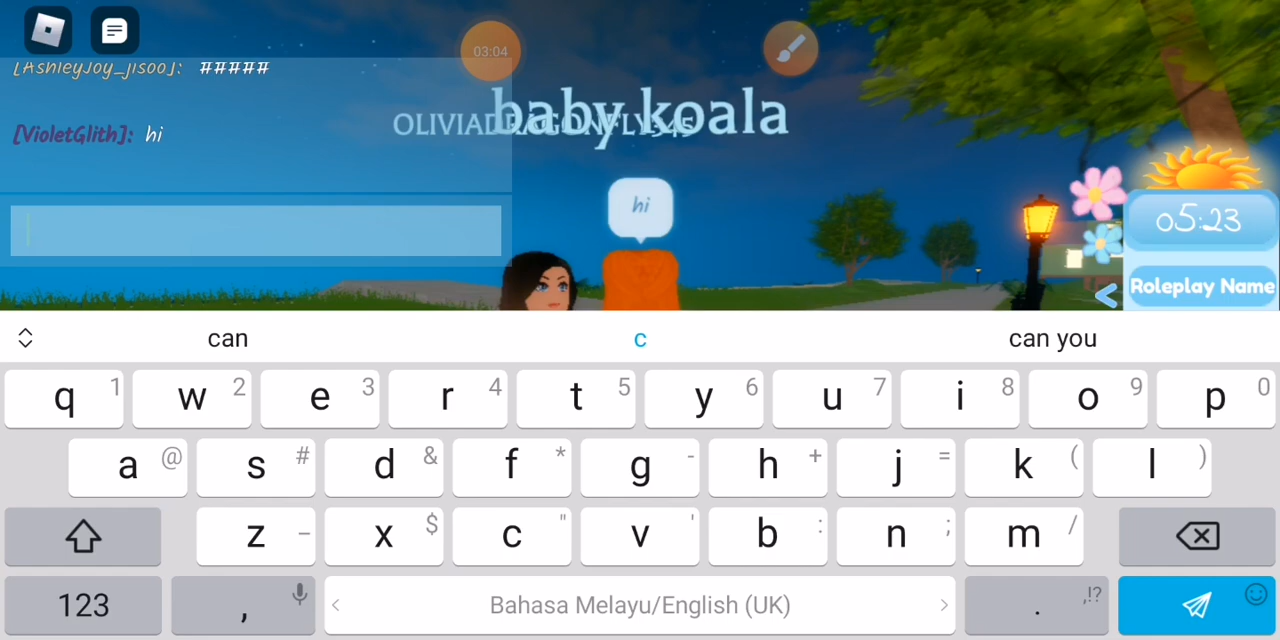 03:04
[AshleyJoy_jisoo]: #####
baby koala
OLIVIADRAGONFLY345
[VioletGlith]: hi
hi
05:23
Roleplay Name
<
can
c
can you
q 1 w 2 e 3 r 4 t 5 y 6 u 7 i 8 o 9 p 0
a @ s # d & f * g - h + j = k ( l )
z _ x $ c " v ' b : n ; m /
123 , < Bahasa Melayu/English (UK) > . ,!?